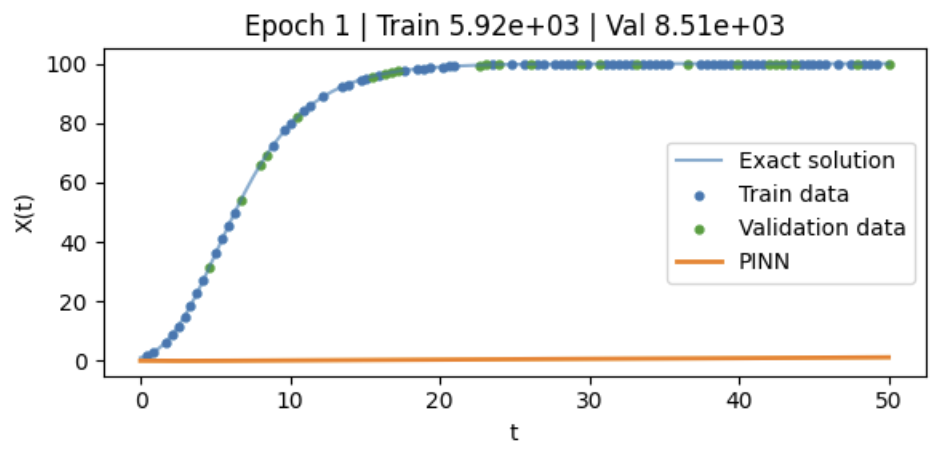 Epoch 1 | Train 5.92e+03 | Val 8.51e+03
100
80
60
40
20
0
X(t)
Exact solution
Train data
Validation data
PINN
0 10 20 30 40 50
t